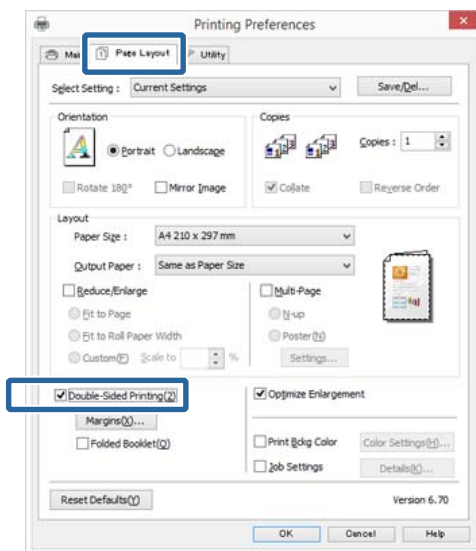 Printing Preferences
Page Layout Utility
Select Setting : Current Settings Save/Del...
Orientation Copies
Portrait Landscape Copies : 1
Rotate 180° Mirror Image Collate Reverse Order
Layout
Paper Size : A4 210 x 297 mm
Output Paper : Same as Paper Size
Reduce/Enlarge Multi-Page
Fit to Page N-up
Fit to Roll Paper Width Poster(N)
Custom(F) Scale to % Settings...
Double-Sided Printing(2) Optimize Enlargement
Margins(X)...
Folded Booklet(Q) Print Bckg Color Color Settings(H)...
Job Settings Details(K)...
Reset Defaults(Y) Version 6.70
OK Cancel Help